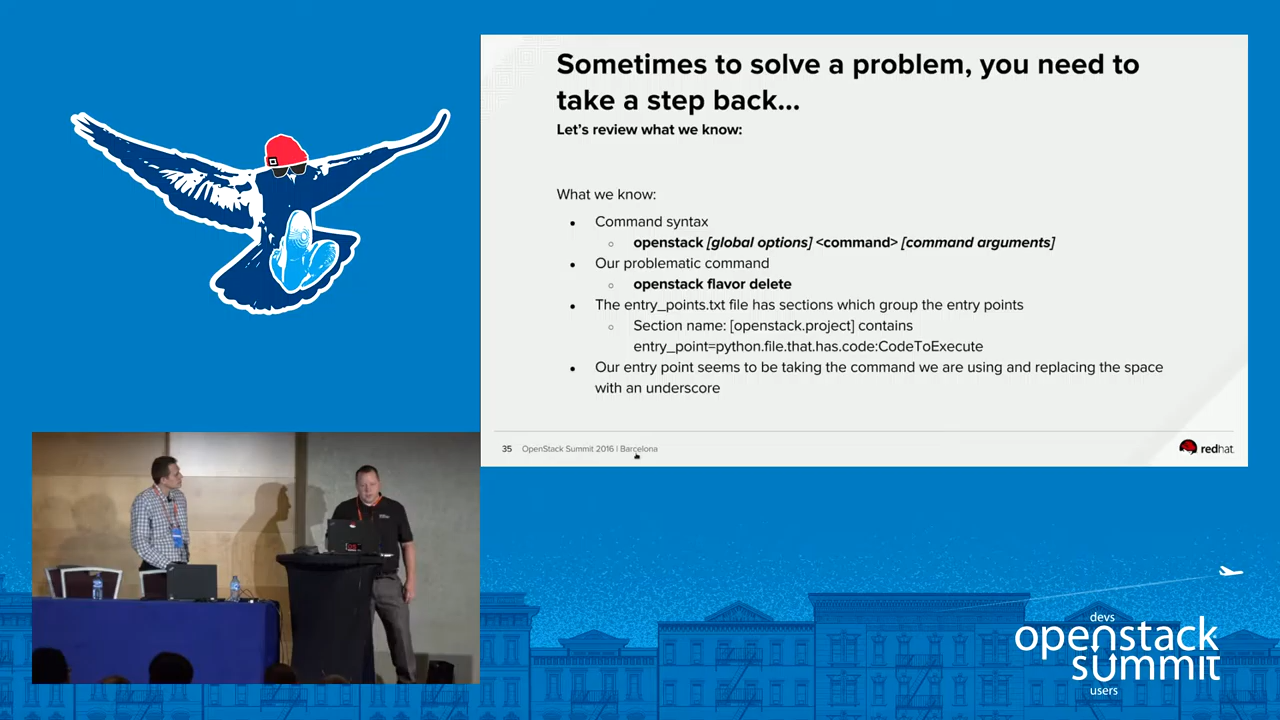 Sometimes to solve a problem, you need to
take a step back...
Let's review what we know:
What we know:
Command syntax
openstack [global options] <command> [command arguments]
Our problematic command
openstack flavor delete
The entry_points.txt file has sections which group the entry points
Section name: [openstack.project] contains
entry_point=python.file.that.has.code:CodeToExecute
Our entry point seems to be taking the command we are using and replacing the space
with an underscore
35 OpenStack Summit 2016 | Barcelona
redhat
devs
openstack
summit
users